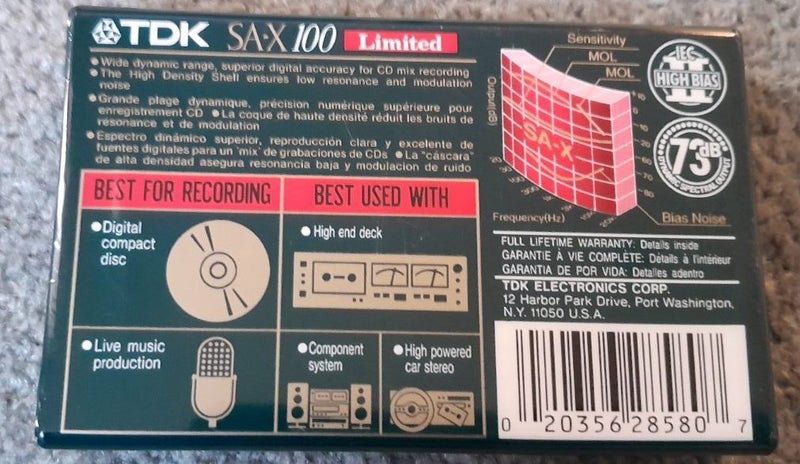 TDK SA-X 100 Limited
●Wide dynamic range, superior digital accuracy for CD mix recording
●The High Density Shell ensures low resonance and modulation
noise
●Grande plage dynamique, précision numérique supérieure pour
enregistrement CD ●La coque de haute densité réduit les bruits de
résonance et de modulation
●Espectro dinámico superior, reproducción clara y excelente de
fuentes digitales para un "mix" de grabaciones de CDs ●La "cáscara"
de alta densidad asegura resonancia baja y modulacion de ruido
BEST FOR RECORDING
BEST USED WITH
●Digital
compact
disc
●High end deck
●Live music
production
●Component
system
●High powered
car stereo
Sensitivity
MOL
MOL
Output(dB)
SA-X
Frequency(Hz)
Bias Noise
IEC
II
HIGH BIAS
73dB
DYNAMIC SPECTRAL OUTPUT
FULL LIFETIME WARRANTY: Details inside
GARANTIE À VIE COMPLÈTE: Détails à l'intérieur
GARANTIA DE POR VIDA: Detalles adentro
TDK ELECTRONICS CORP.
12 Harbor Park Drive, Port Washington,
N.Y. 11050 U.S.A.
0 20356 28580 7